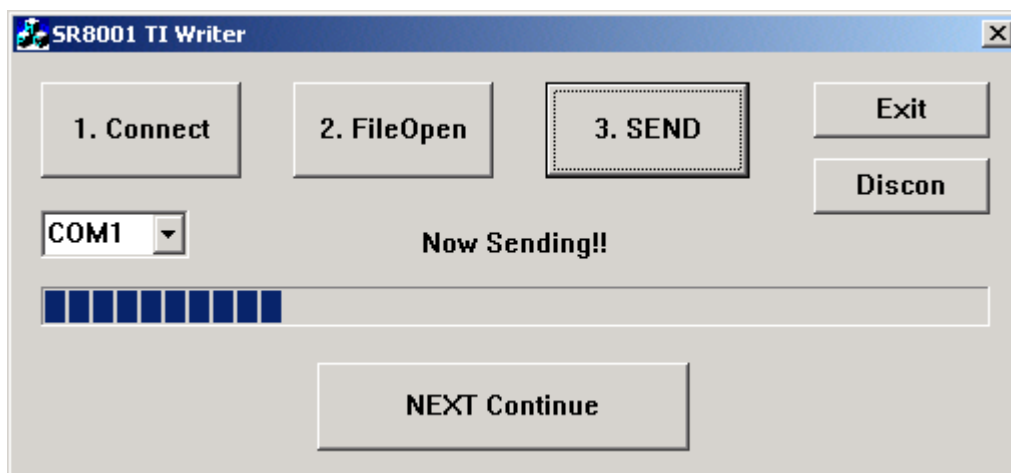 SR8001 TI Writer
1. Connect
2. FileOpen
3. SEND
Exit
Discon
COM1
Now Sending!!
NEXT Continue